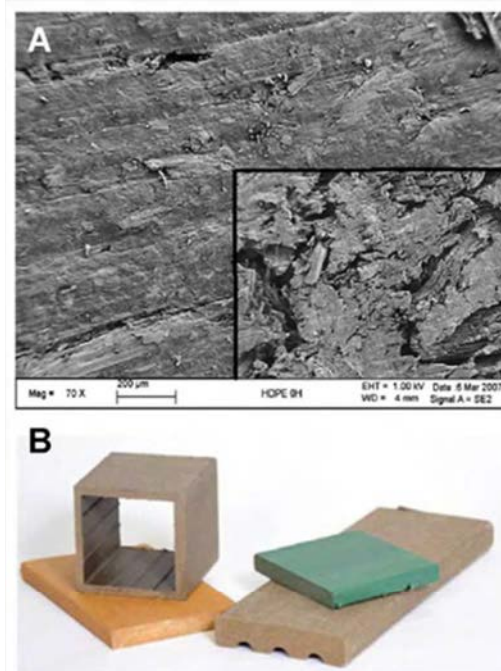 A
Mag = 70 X
200 µm
HDPE 0H
EHT = 1.00 kV Date :6 Mar 2007
WD = 4 mm Signal A = SE2
B